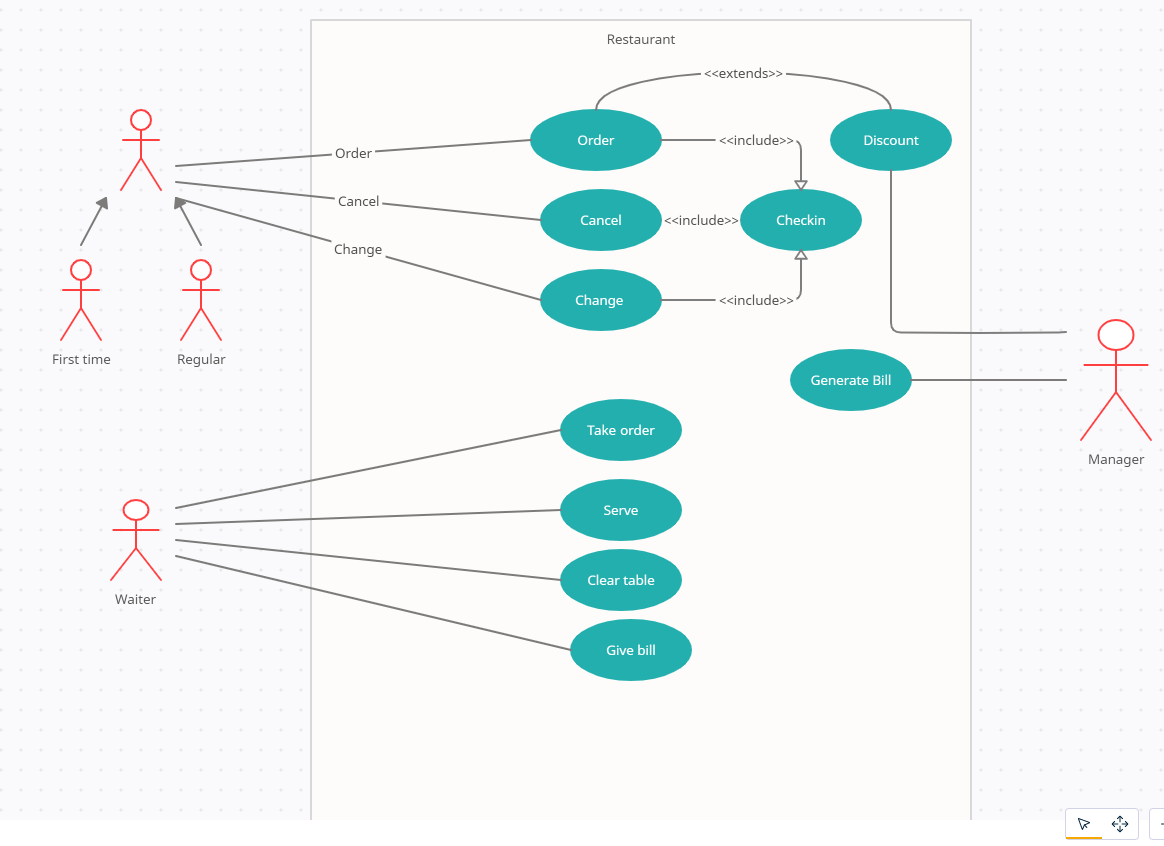 Restaurant
<<extends>>
Order
Order
<<include>>
Discount
Cancel
Cancel
<<include>>
Checkin
Change
Change
<<include>>
First time
Regular
Generate Bill
Take order
Manager
Serve
Clear table
Waiter
Give bill